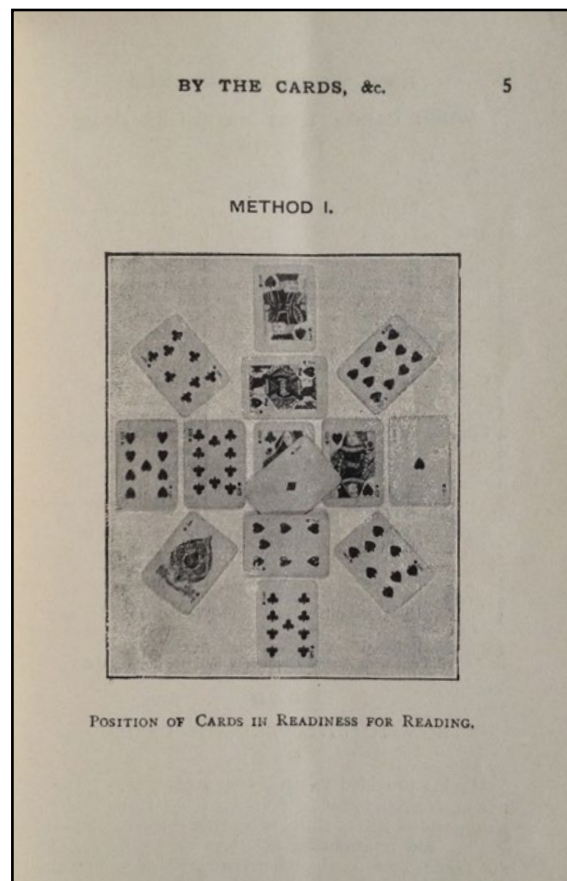 BY THE CARDS, &c. 5
METHOD I.
POSITION OF CARDS IN READINESS FOR READING.